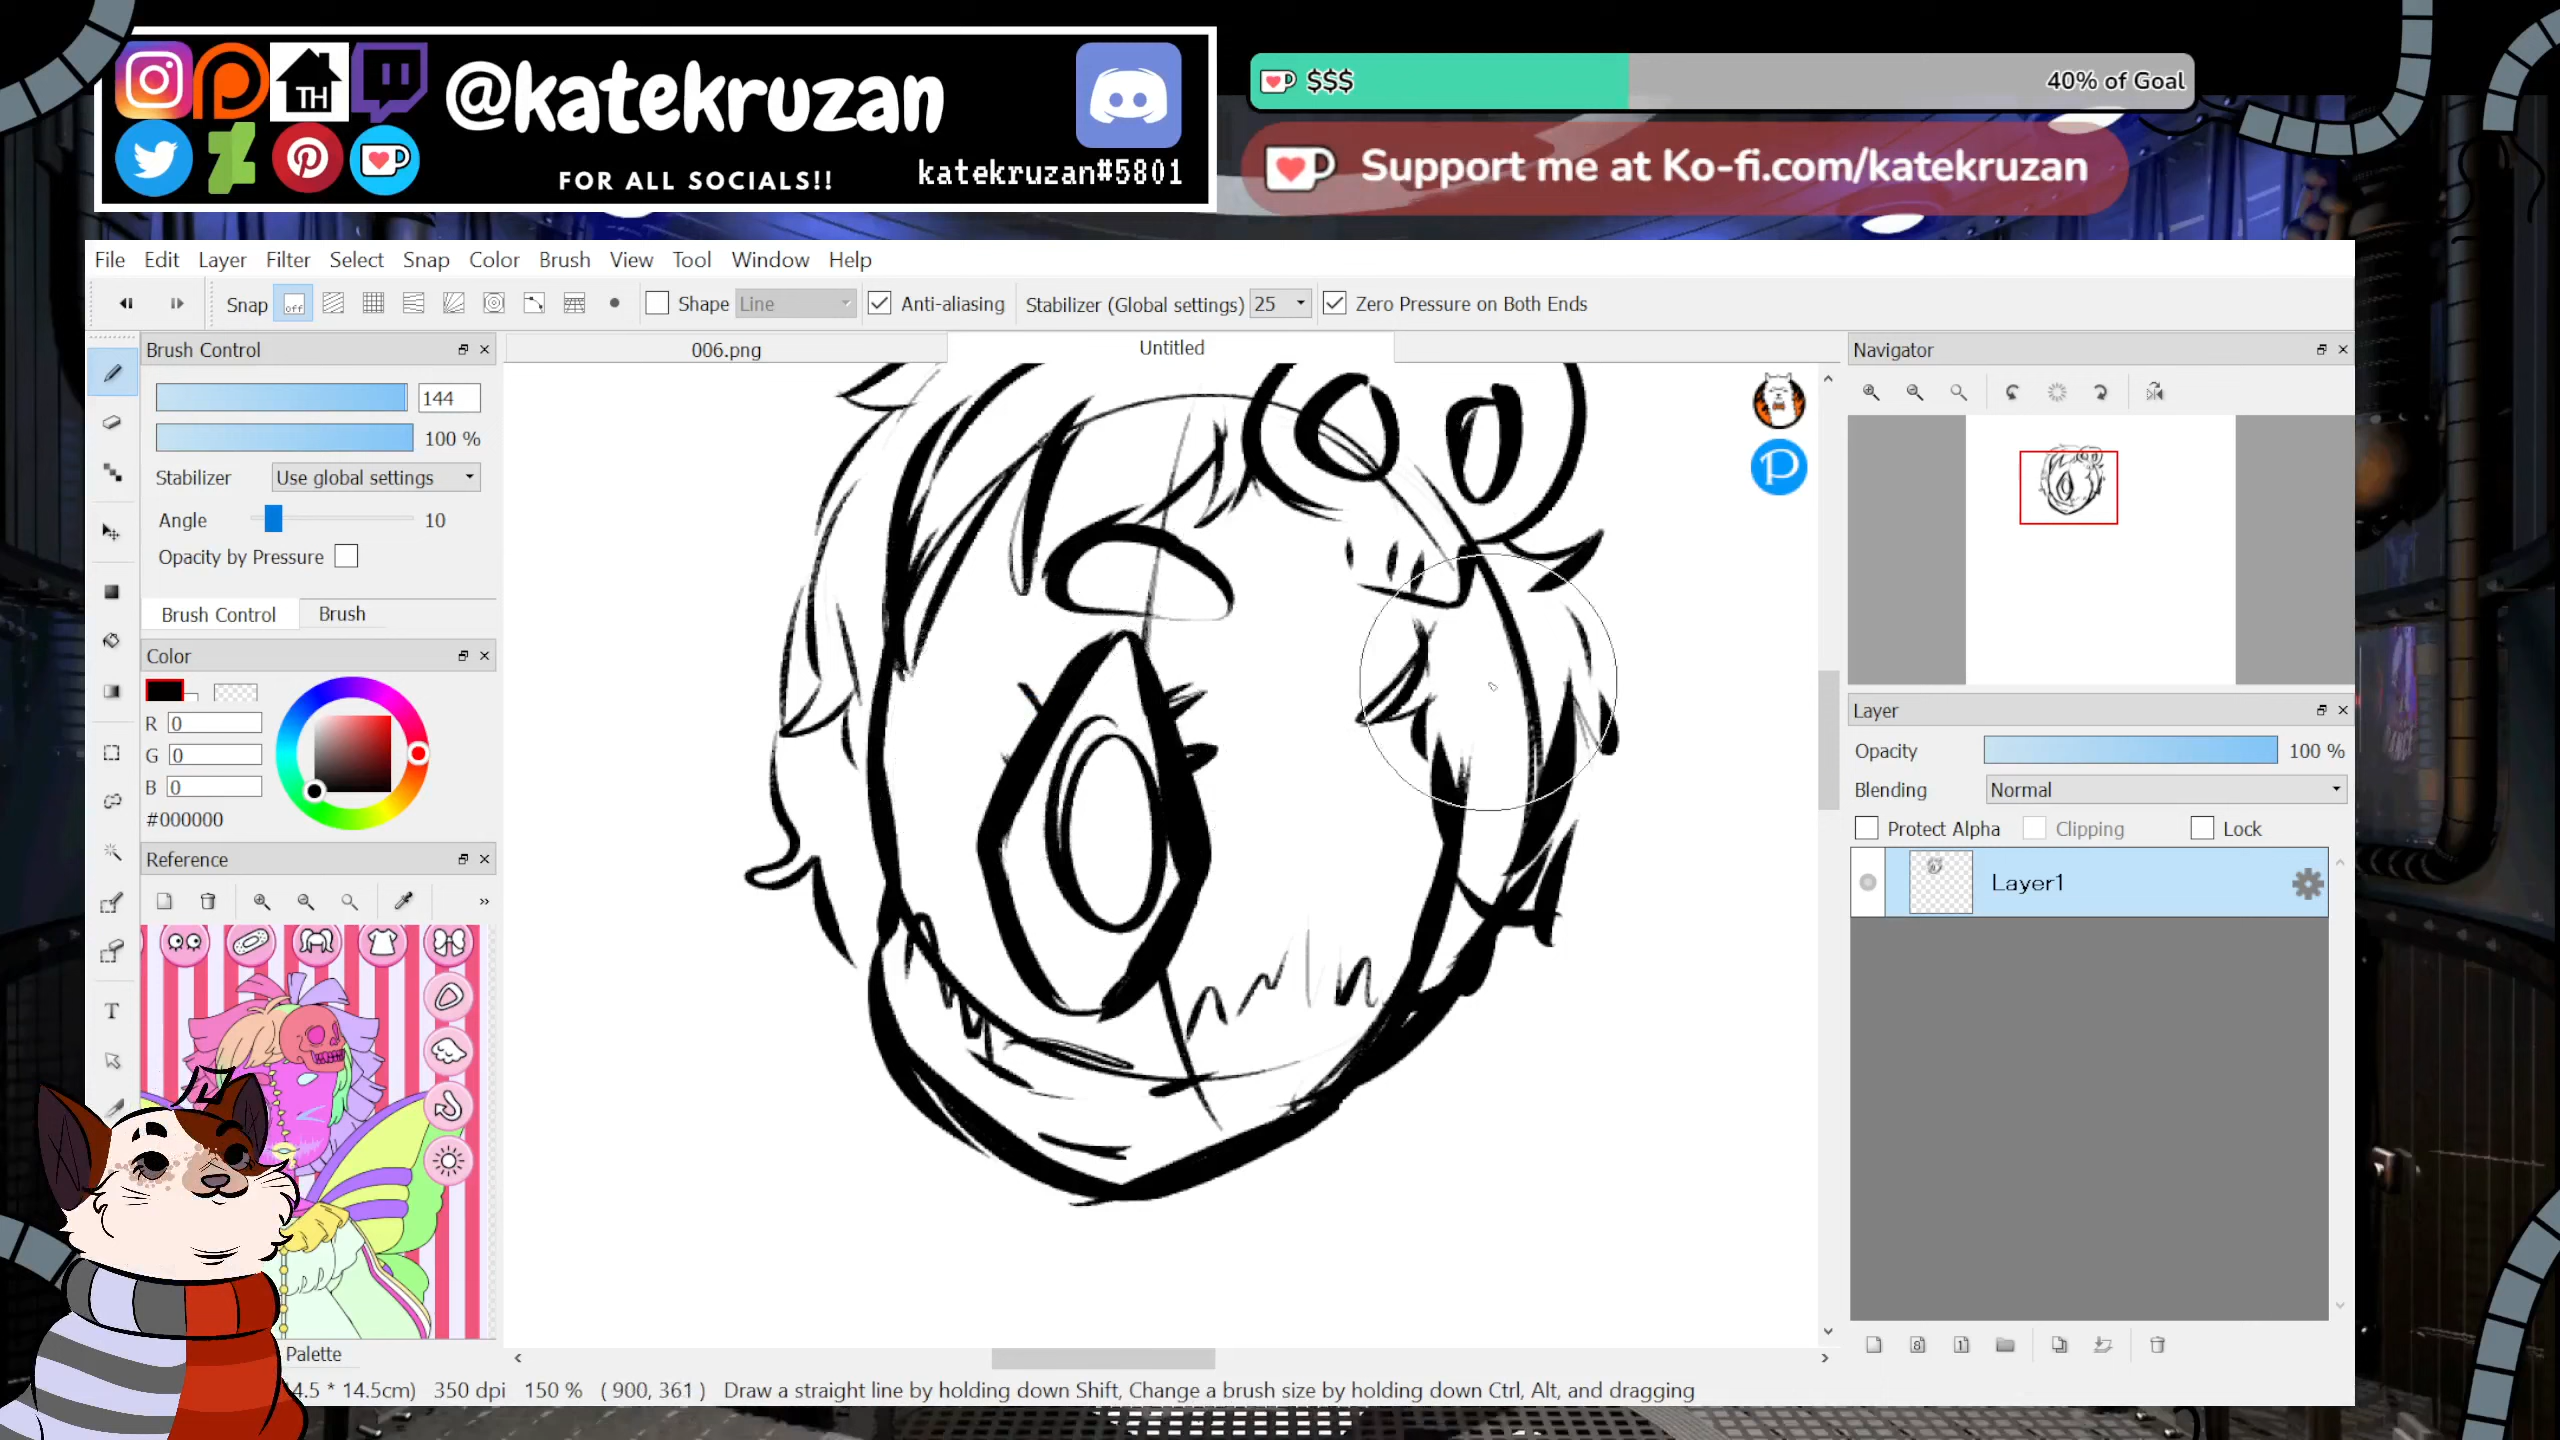 TH
@katekruzan
FOR ALL SOCIALS!!
katekruzan#5801
$$$
40% of Goal
Support me at Ko-fi.com/katekruzan
File Edit Layer Filter Select Snap Color Brush View Tool Window Help
Snap off Shape Line Anti-aliasing Stabilizer (Global settings) 25 Zero Pressure on Both Ends
Brush Control
144
100 %
Stabilizer Use global settings
Angle 10
Opacity by Pressure
Brush Control Brush
Color
R 0
G 0
B 0
#000000
Reference
T
Palette
006.png
Untitled
P
Navigator
Layer
Opacity 100 %
Blending Normal
Protect Alpha Clipping Lock
Layer1
8
1
4.5 * 14.5cm) 350 dpi 150 % ( 900, 361 ) Draw a straight line by holding down Shift, Change a brush size by holding down Ctrl, Alt, and dragging